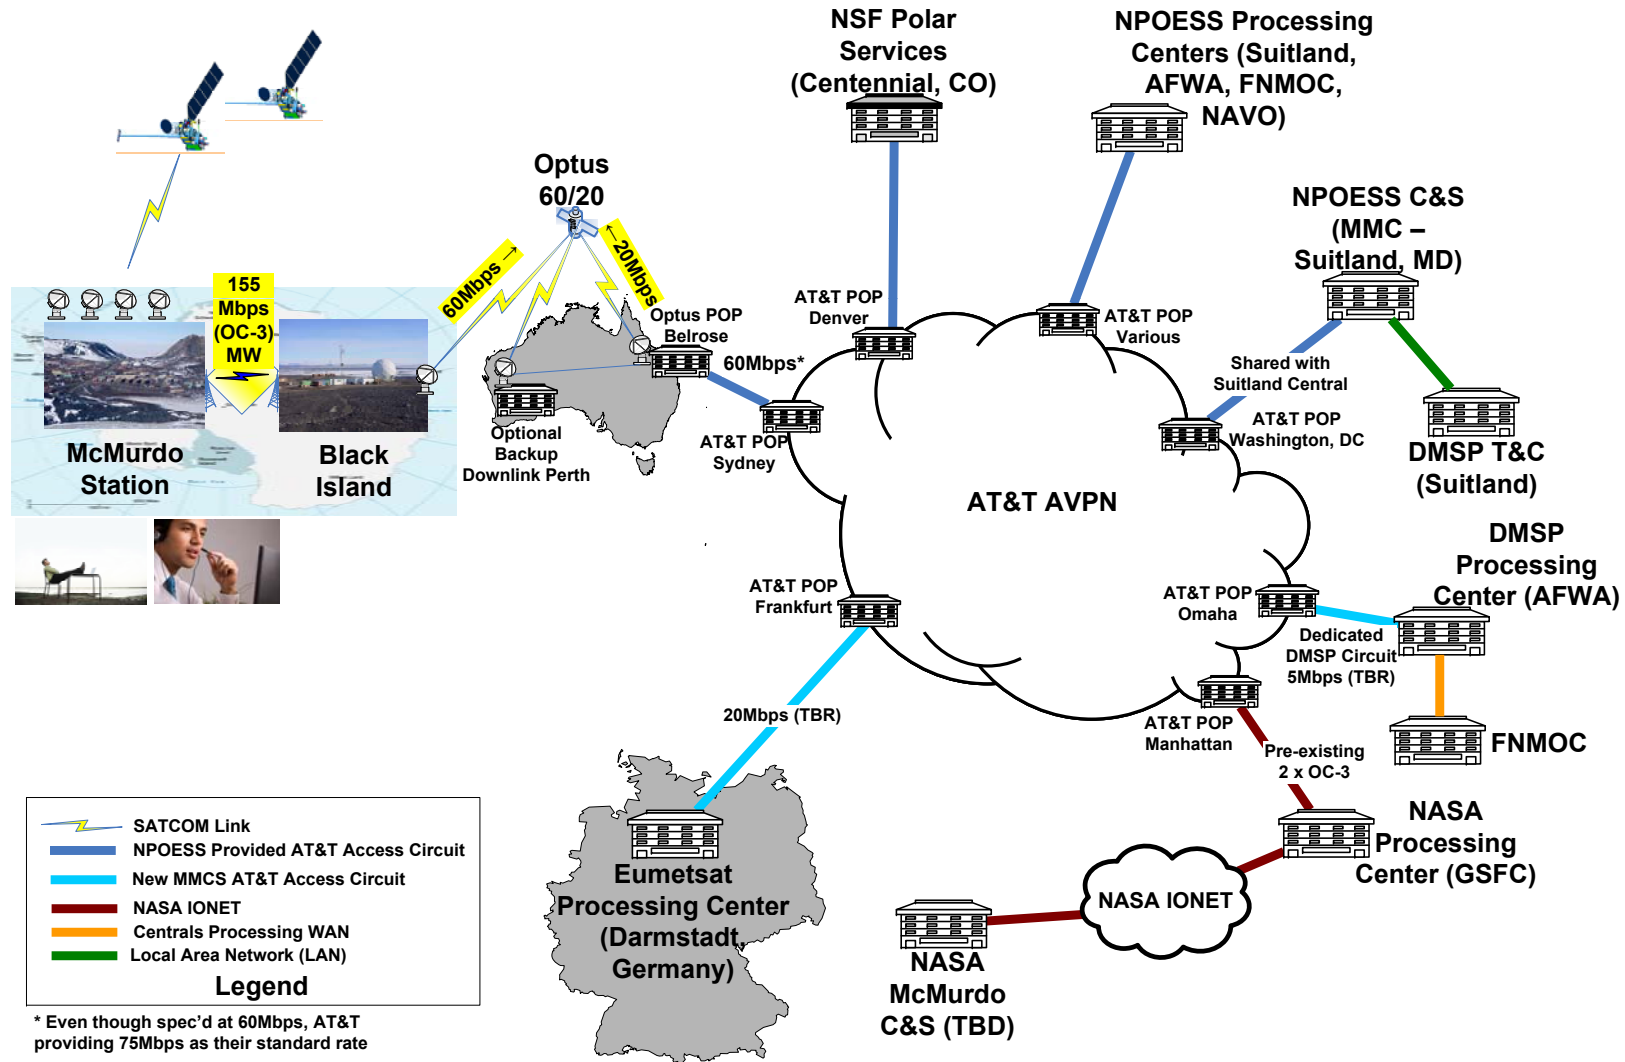 NSF Polar
Services
(Centennial, CO)
NPOESS Processing
Centers (Suitland,
AFWA, FNMOC,
NAVO)
Optus
60/20
NPOESS C&S
(MMC –
Suitland, MD)
60Mbps →
←20Mbps
155
Mbps
(OC-3)
MW
Optus POP
Belrose
60Mbps*
AT&T POP
Denver
AT&T POP
Various
Shared with
Suitland Central
AT&T POP
Washington, DC
DMSP T&C
(Suitland)
McMurdo
Station
Black
Island
Optional
Backup
Downlink Perth
AT&T POP
Sydney
AT&T AVPN
DMSP
Processing
Center (AFWA)
AT&T POP
Frankfurt
AT&T POP
Omaha
Dedicated
DMSP Circuit
5Mbps (TBR)
20Mbps (TBR)
AT&T POP
Manhattan
FNMOC
Pre-existing
2 x OC-3
NASA
Processing
Center (GSFC)
Eumetsat
Processing Center
(Darmstadt,
Germany)
NASA IONET
NASA
McMurdo
C&S (TBD)
SATCOM Link
NPOESS Provided AT&T Access Circuit
New MMCS AT&T Access Circuit
NASA IONET
Centrals Processing WAN
Local Area Network (LAN)
Legend
* Even though spec'd at 60Mbps, AT&T
providing 75Mbps as their standard rate